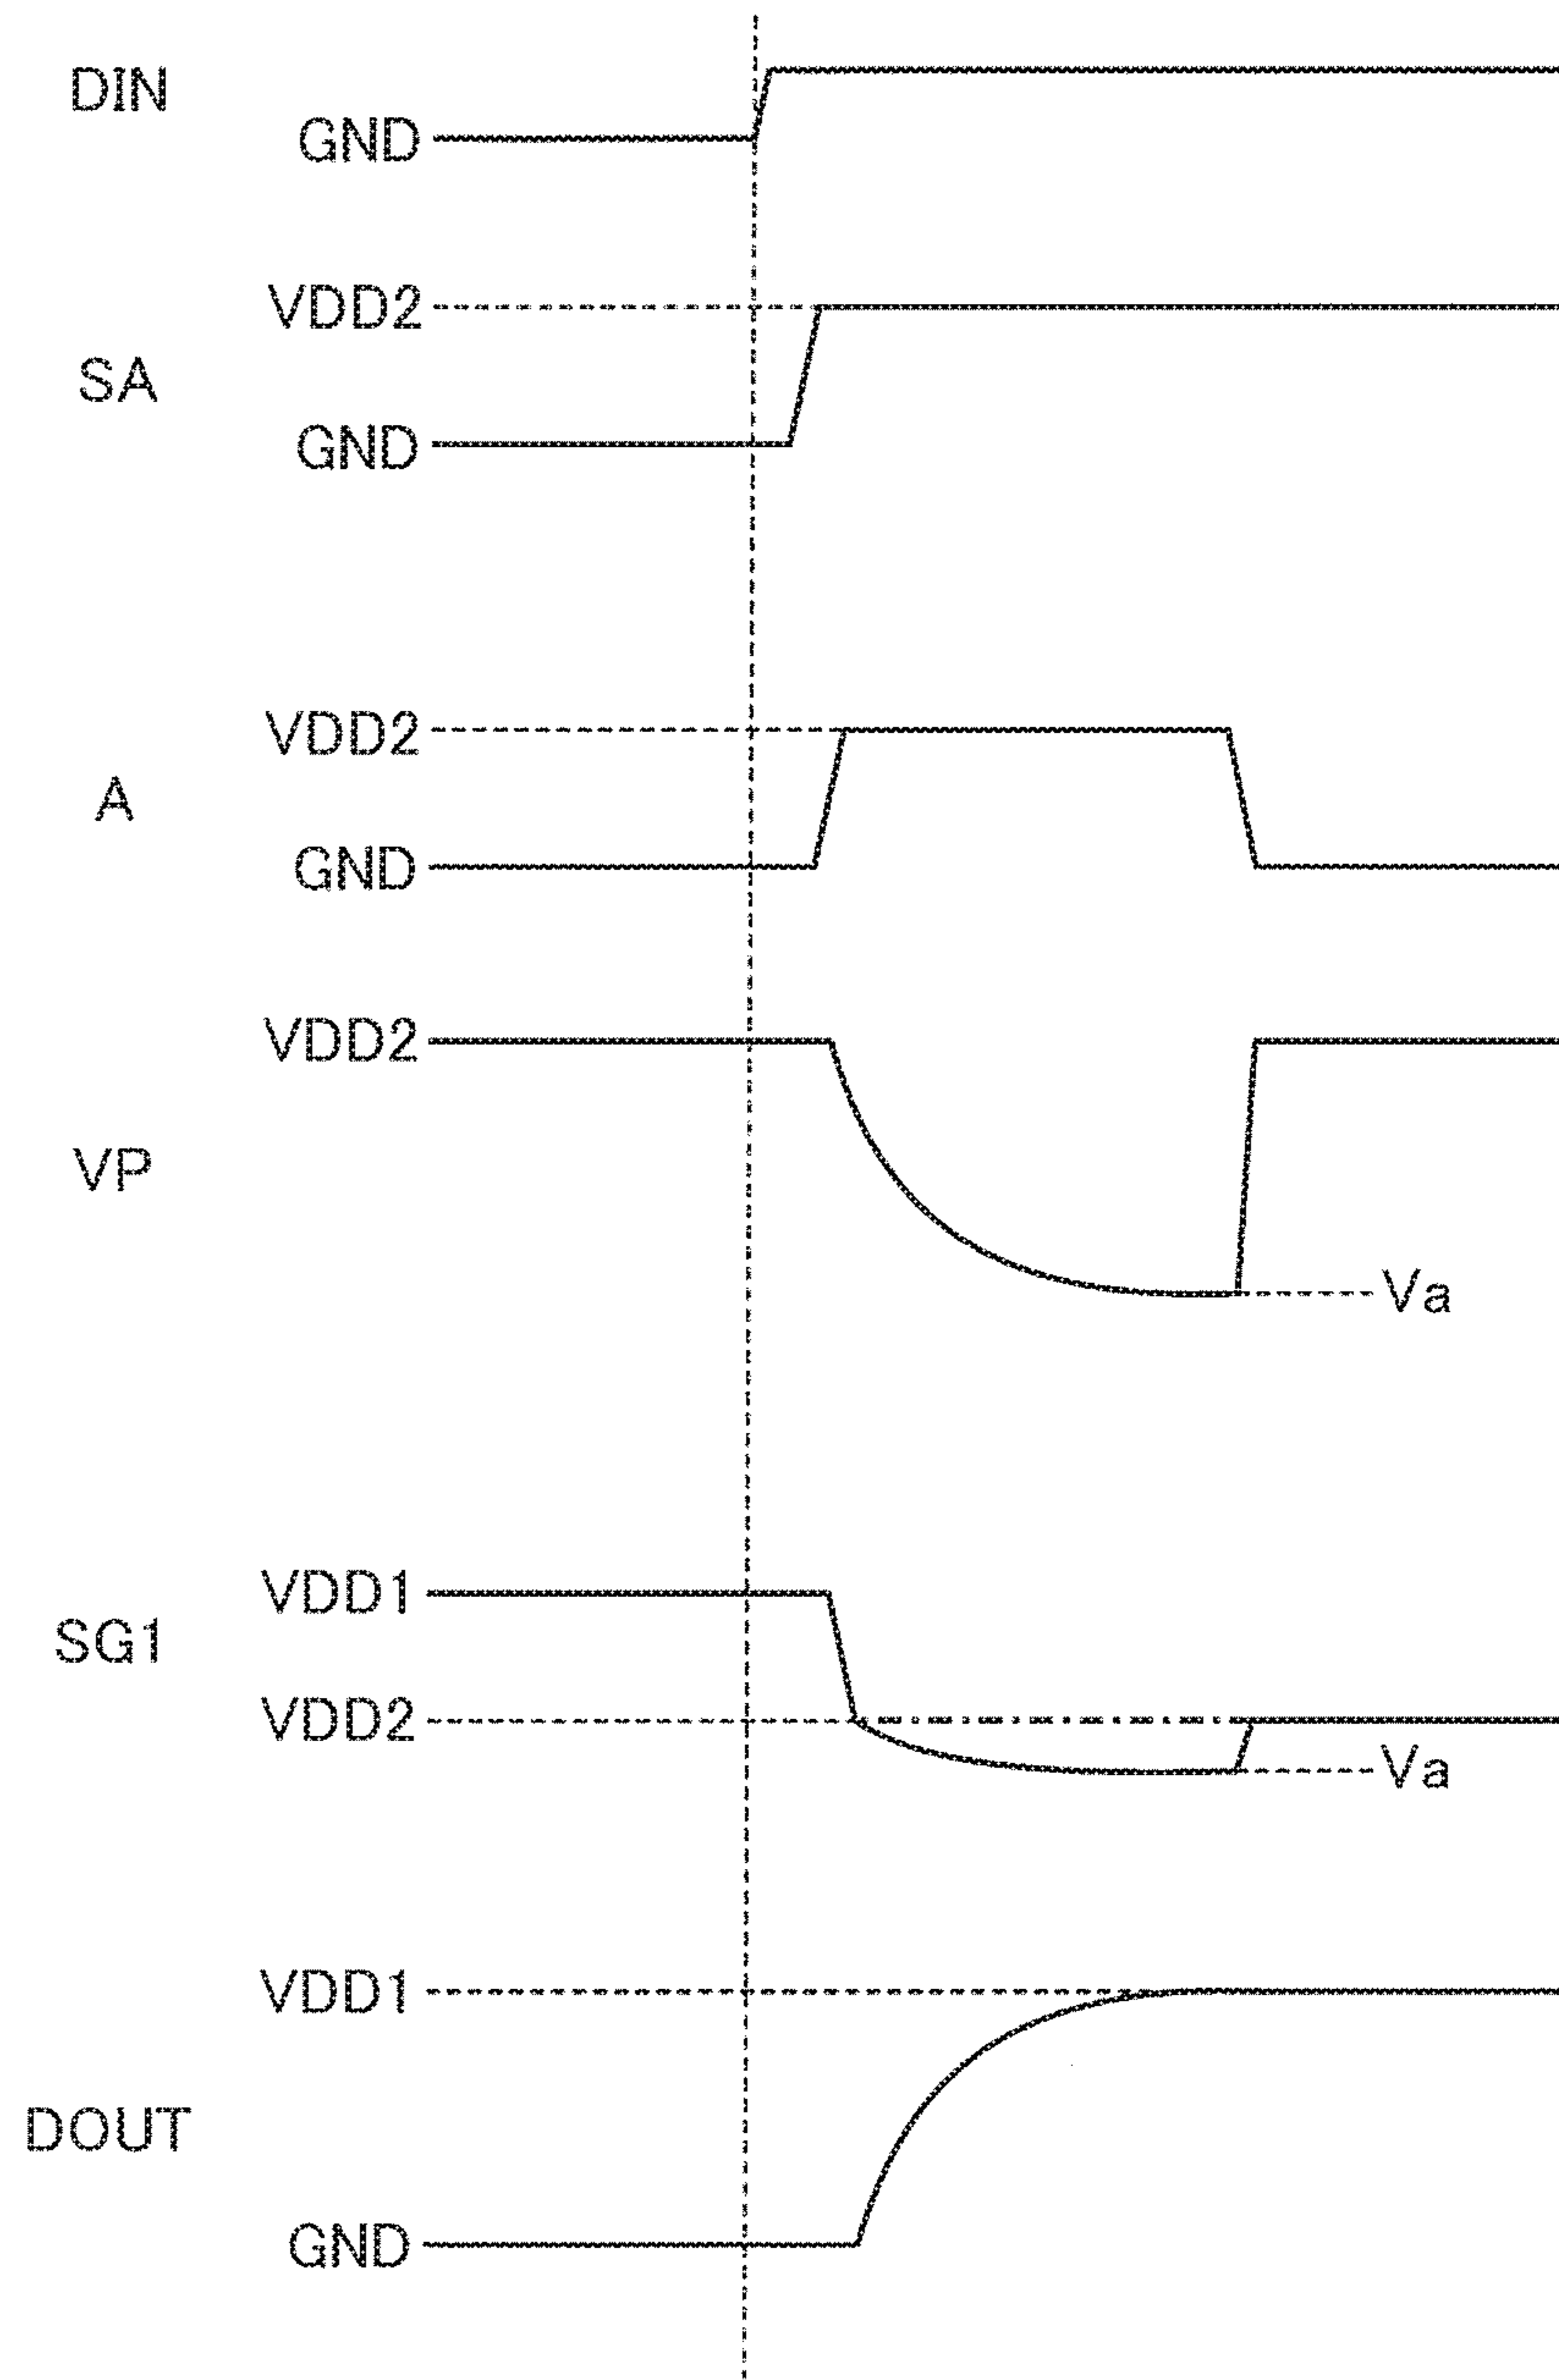 DIN
GND
VDD2
SA
GND
VDD2
A
GND
VDD2
VP
Va
VDD1
SG1
VDD2
Va
VDD1
DOUT
GND